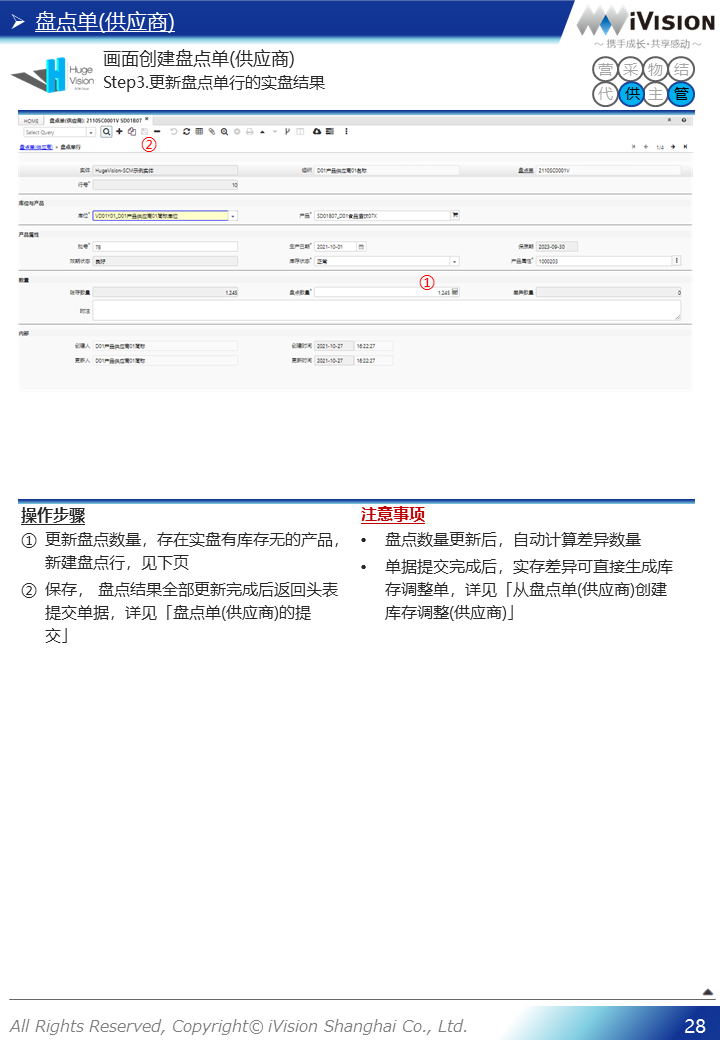 盘点单(供应商)
iVision
～ 携手成长·共享感动 ～
Huge Vision
画面创建盘点单(供应商)
Step3.更新盘点单行的实盘结果
营 采 物 结
代 供 主 管
HOME 盘点单(供应商): 2110SC0001V SD01B07
Select Query
②
盘点单(供应商) > 盘点单行 1/4
实体 HugeVision-SCM示例实体 组织 D01产品供应商01名称 盘点单 2110SC0001V
行号* 10
库位与产品
库位* VD01Y01_D01产品供应商01简称库位 产品* SD01B07_D01食品酒饮07X
产品属性
批号* 78 生产日期* 2021-10-01 保质期 2023-09-30
效期状态 良好 库存状态* 正常 产品属性* 1000203
数量 ①
账存数量 1,245 盘点数量* 1,245 差异数量 0
附注
内部
创建人 D01产品供应商01简称 创建时间 2021-10-27 16:22:27
更新人 D01产品供应商01简称 更新时间 2021-10-27 16:22:27
操作步骤
① 更新盘点数量，存在实盘有库存无的产品，
新建盘点行，见下页
② 保存， 盘点结果全部更新完成后返回头表
提交单据，详见「盘点单(供应商)的提
交」
注意事项
• 盘点数量更新后，自动计算差异数量
• 单据提交完成后，实存差异可直接生成库
存调整单，详见「从盘点单(供应商)创建
库存调整(供应商)」
All Rights Reserved, Copyright© iVision Shanghai Co., Ltd.
28